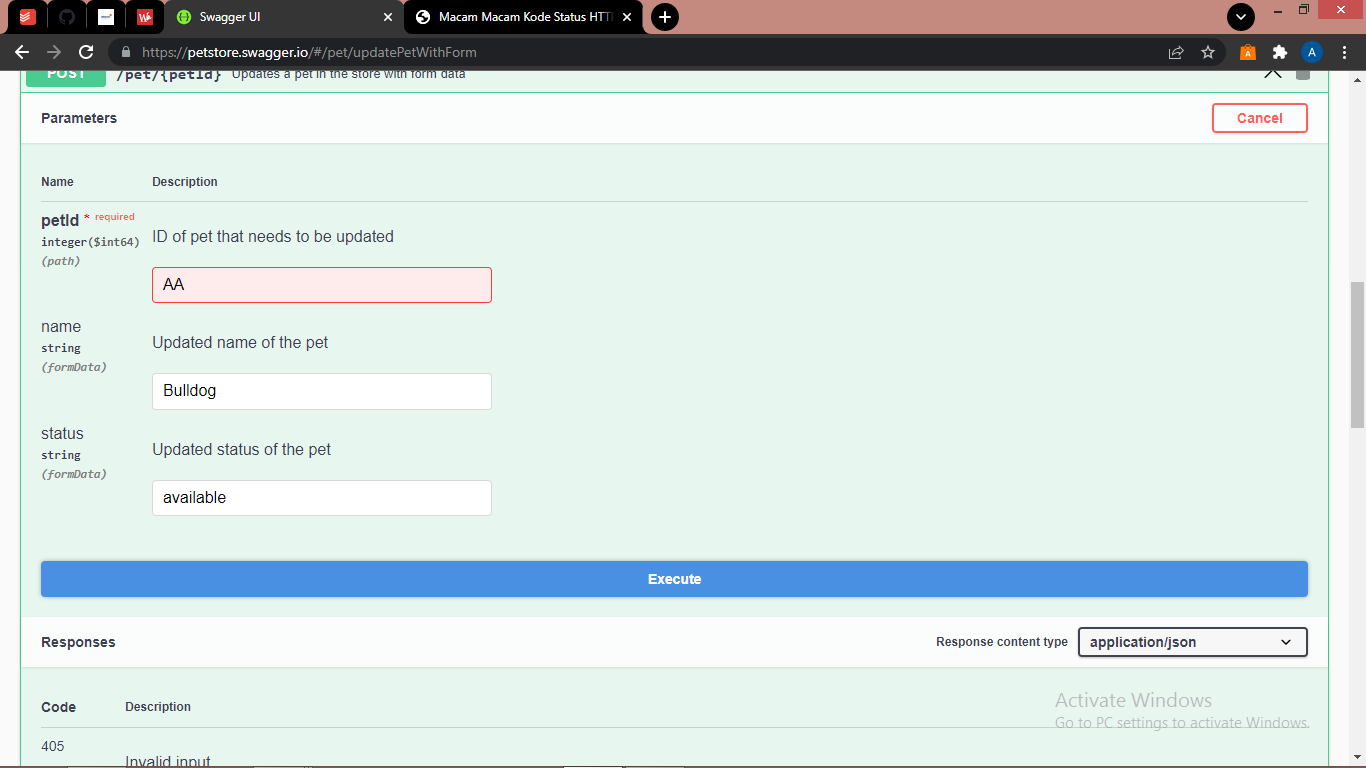 Swagger UI
Macam Macam Kode Status HTT
https://petstore.swagger.io/#/pet/updatePetWithForm
A
POST /pet/{petId} Updates a pet in the store with form data
Parameters
Cancel
Name Description
petId * required
integer($int64)
(path)
ID of pet that needs to be updated
AA
name
string
(formData)
Updated name of the pet
Bulldog
status
string
(formData)
Updated status of the pet
available
Execute
Responses
Response content type application/json
Code Description
405
Invalid input
Activate Windows
Go to PC settings to activate Windows.